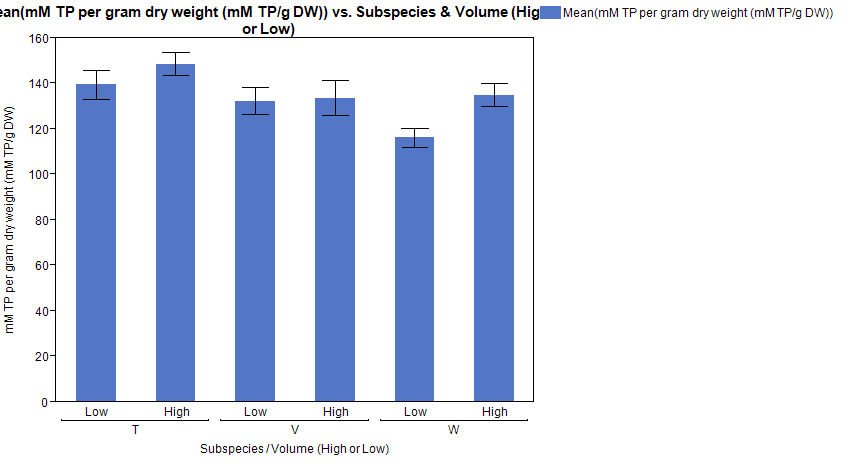 ean(mM TP per gram dry weight (mM TP/g DW)) vs. Subspecies & Volume (Hig
or Low)
Mean(mM TP per gram dry weight (mM TP/g DW))
mM TP per gram dry weight (mM TP/g DW)
160
140
120
100
80
60
40
20
0
Low High Low High Low High
T V W
Subspecies / Volume (High or Low)